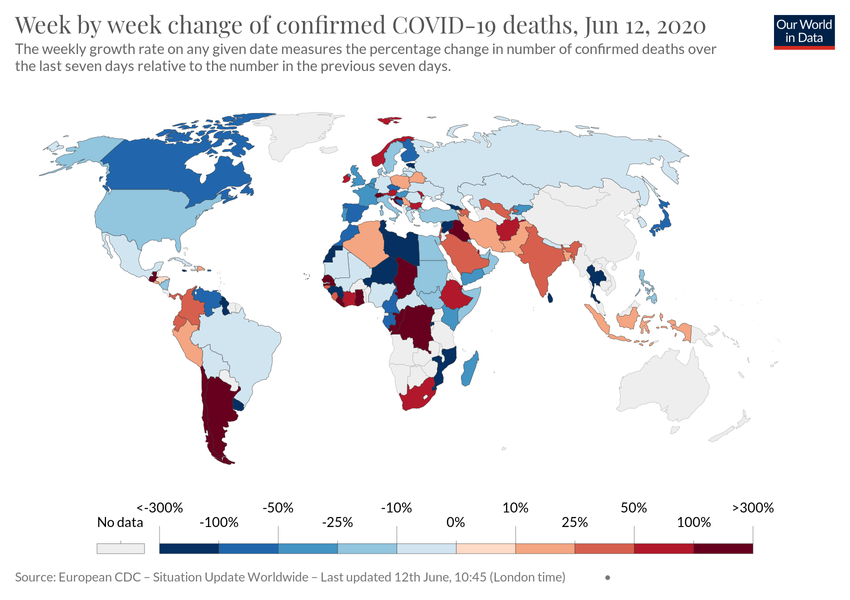 Week by week change of confirmed COVID-19 deaths, Jun 12, 2020
Our World
in Data
The weekly growth rate on any given date measures the percentage change in number of confirmed deaths over
the last seven days relative to the number in the previous seven days.
<-300% -50% -10% 10% 50% >300%
No data -100% -25% 0% 25% 100%
Source: European CDC – Situation Update Worldwide – Last updated 12th June, 10:45 (London time)